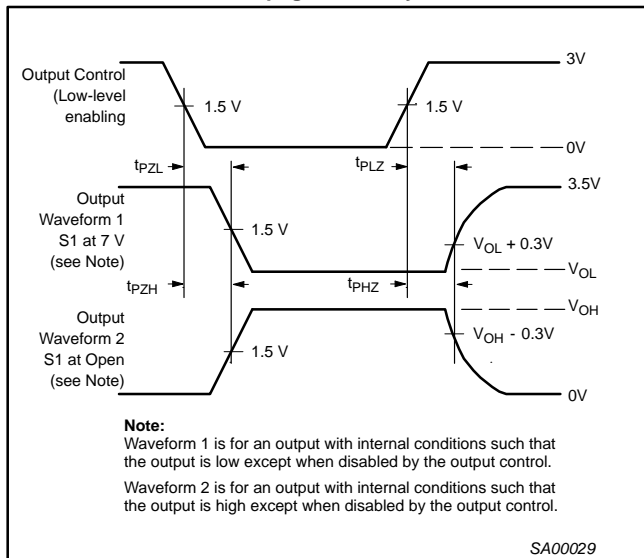 3V
Output Control
(Low-level
enabling
1.5 V
1.5 V
0V
tPZL
tPLZ
3.5V
Output
Waveform 1
S1 at 7 V
(see Note)
1.5 V
VOL + 0.3V
VOL
tPZH
tPHZ
VOH
Output
Waveform 2
S1 at Open
(see Note)
1.5 V
VOH - 0.3V
0V
Note:
Waveform 1 is for an output with internal conditions such that
the output is low except when disabled by the output control.
Waveform 2 is for an output with internal conditions such that
the output is high except when disabled by the output control.
SA00029